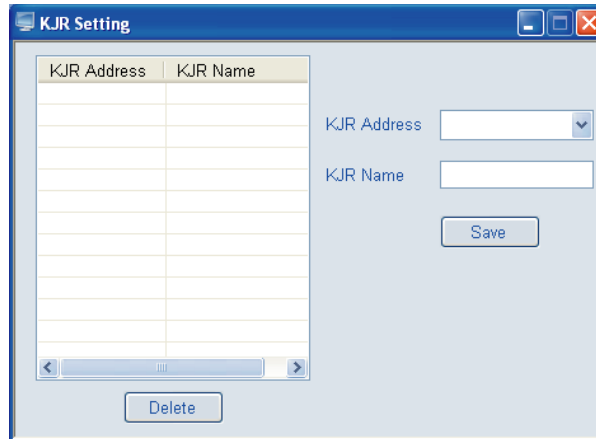 KJR Setting
KJR Address KJR Name
KJR Address
KJR Name
Save
Delete